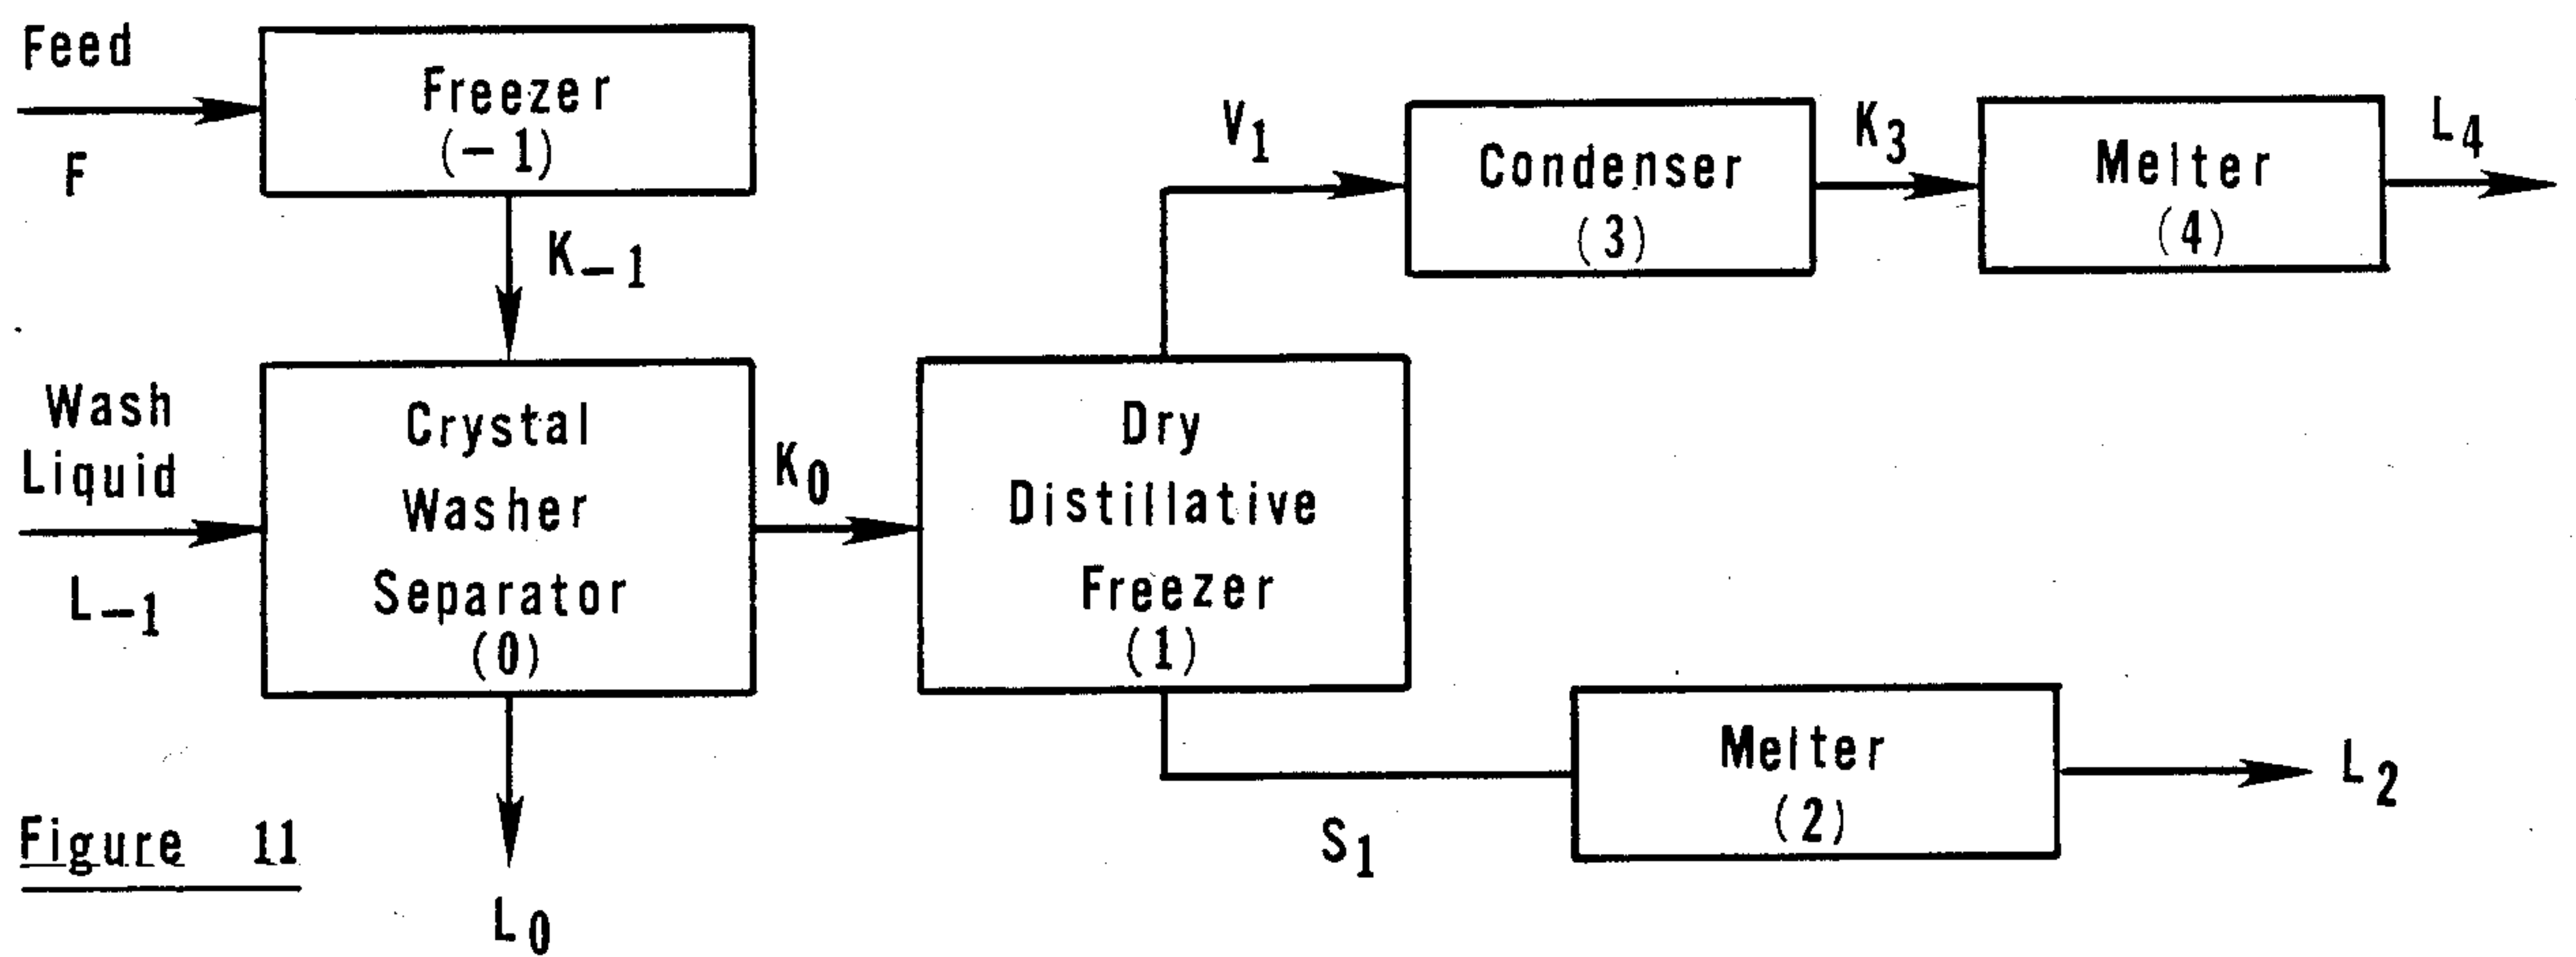 Feed
F
Freezer
(-1)
K-1
Wash
Liquid
L-1
Crystal
Washer
Separator
(0)
L0
K0
Dry
Distillative
Freezer
(1)
V1
Condenser
(3)
K3
Melter
(4)
L4
S1
Melter
(2)
L2
Figure 11